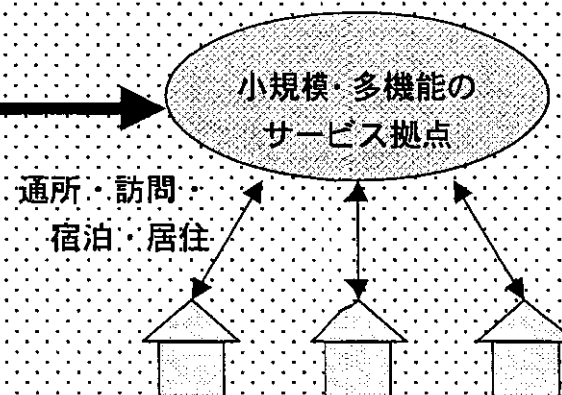 小規模・多機能の
サービス拠点
通所・訪問・
宿泊・居住